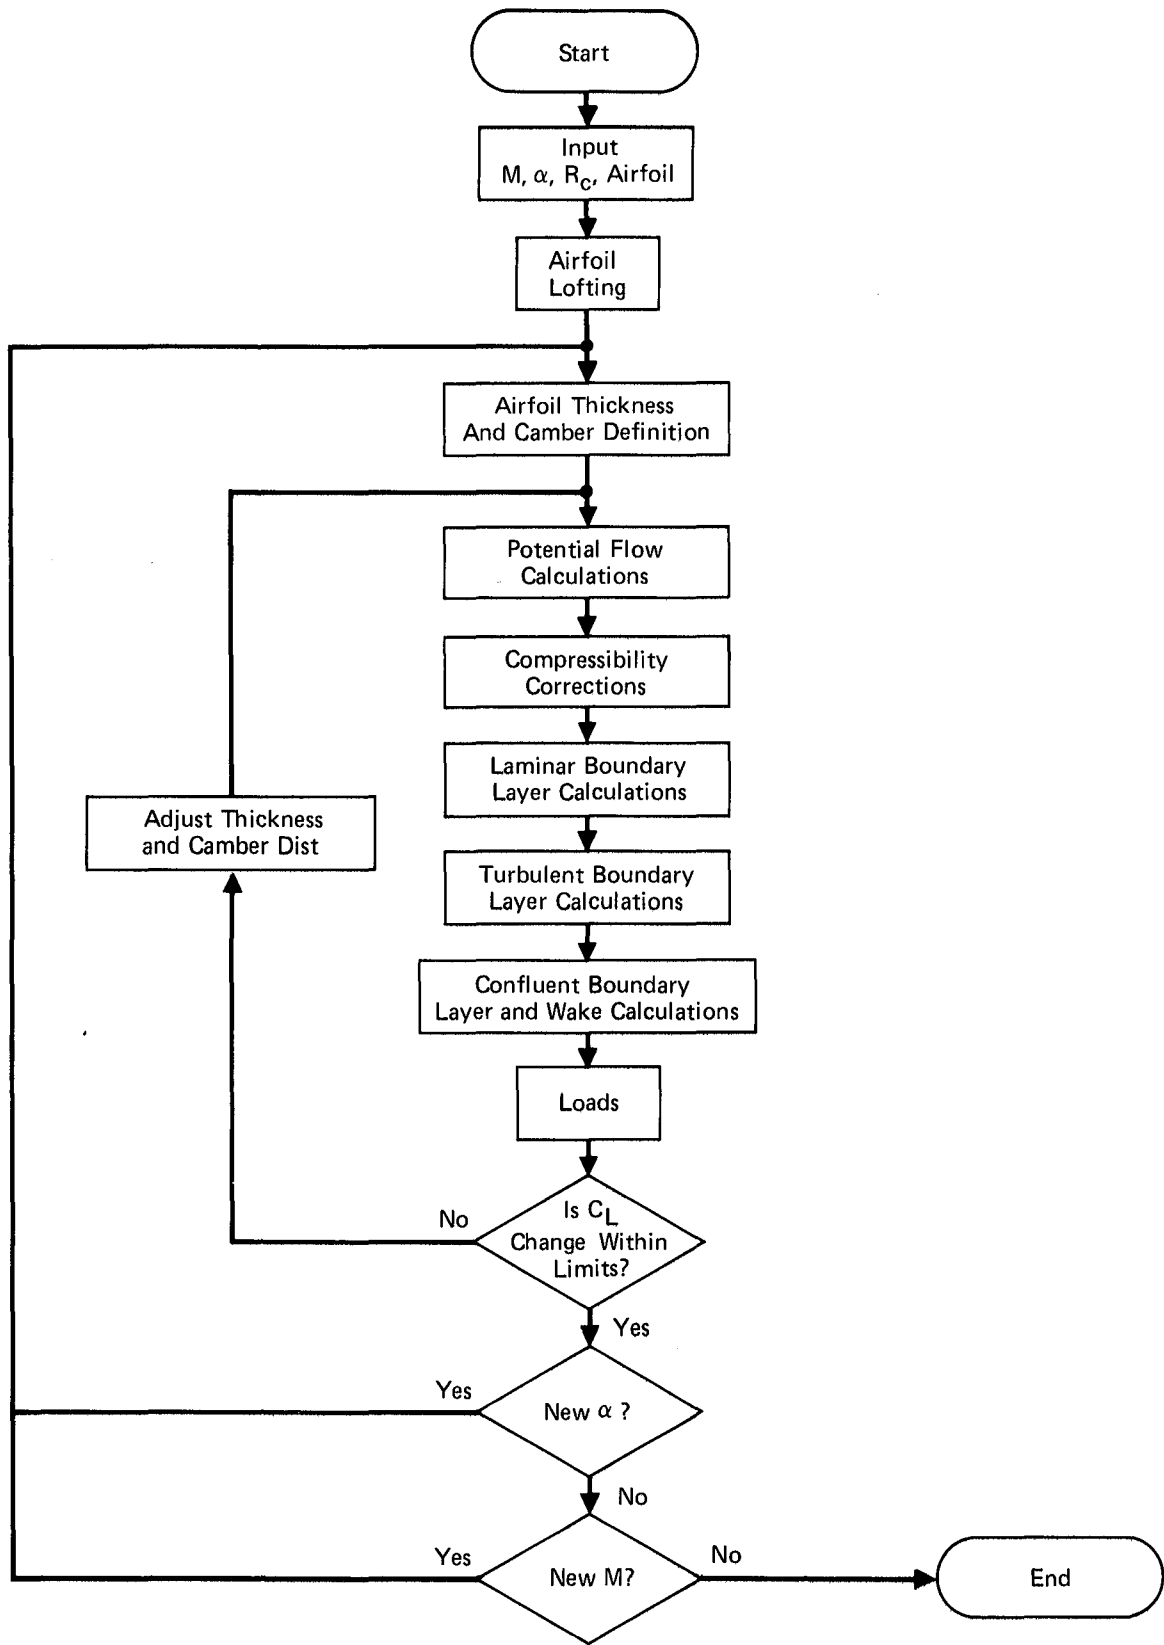 Start
Input
M, α, Rc, Airfoil
Airfoil
Lofting
Airfoil Thickness
And Camber Definition
Potential Flow
Calculations
Compressibility
Corrections
Laminar Boundary
Layer Calculations
Adjust Thickness
and Camber Dist
Turbulent Boundary
Layer Calculations
Confluent Boundary
Layer and Wake Calculations
Loads
Is CL
Change Within
Limits?
No
Yes
New α ?
Yes
No
New M?
Yes
No
End